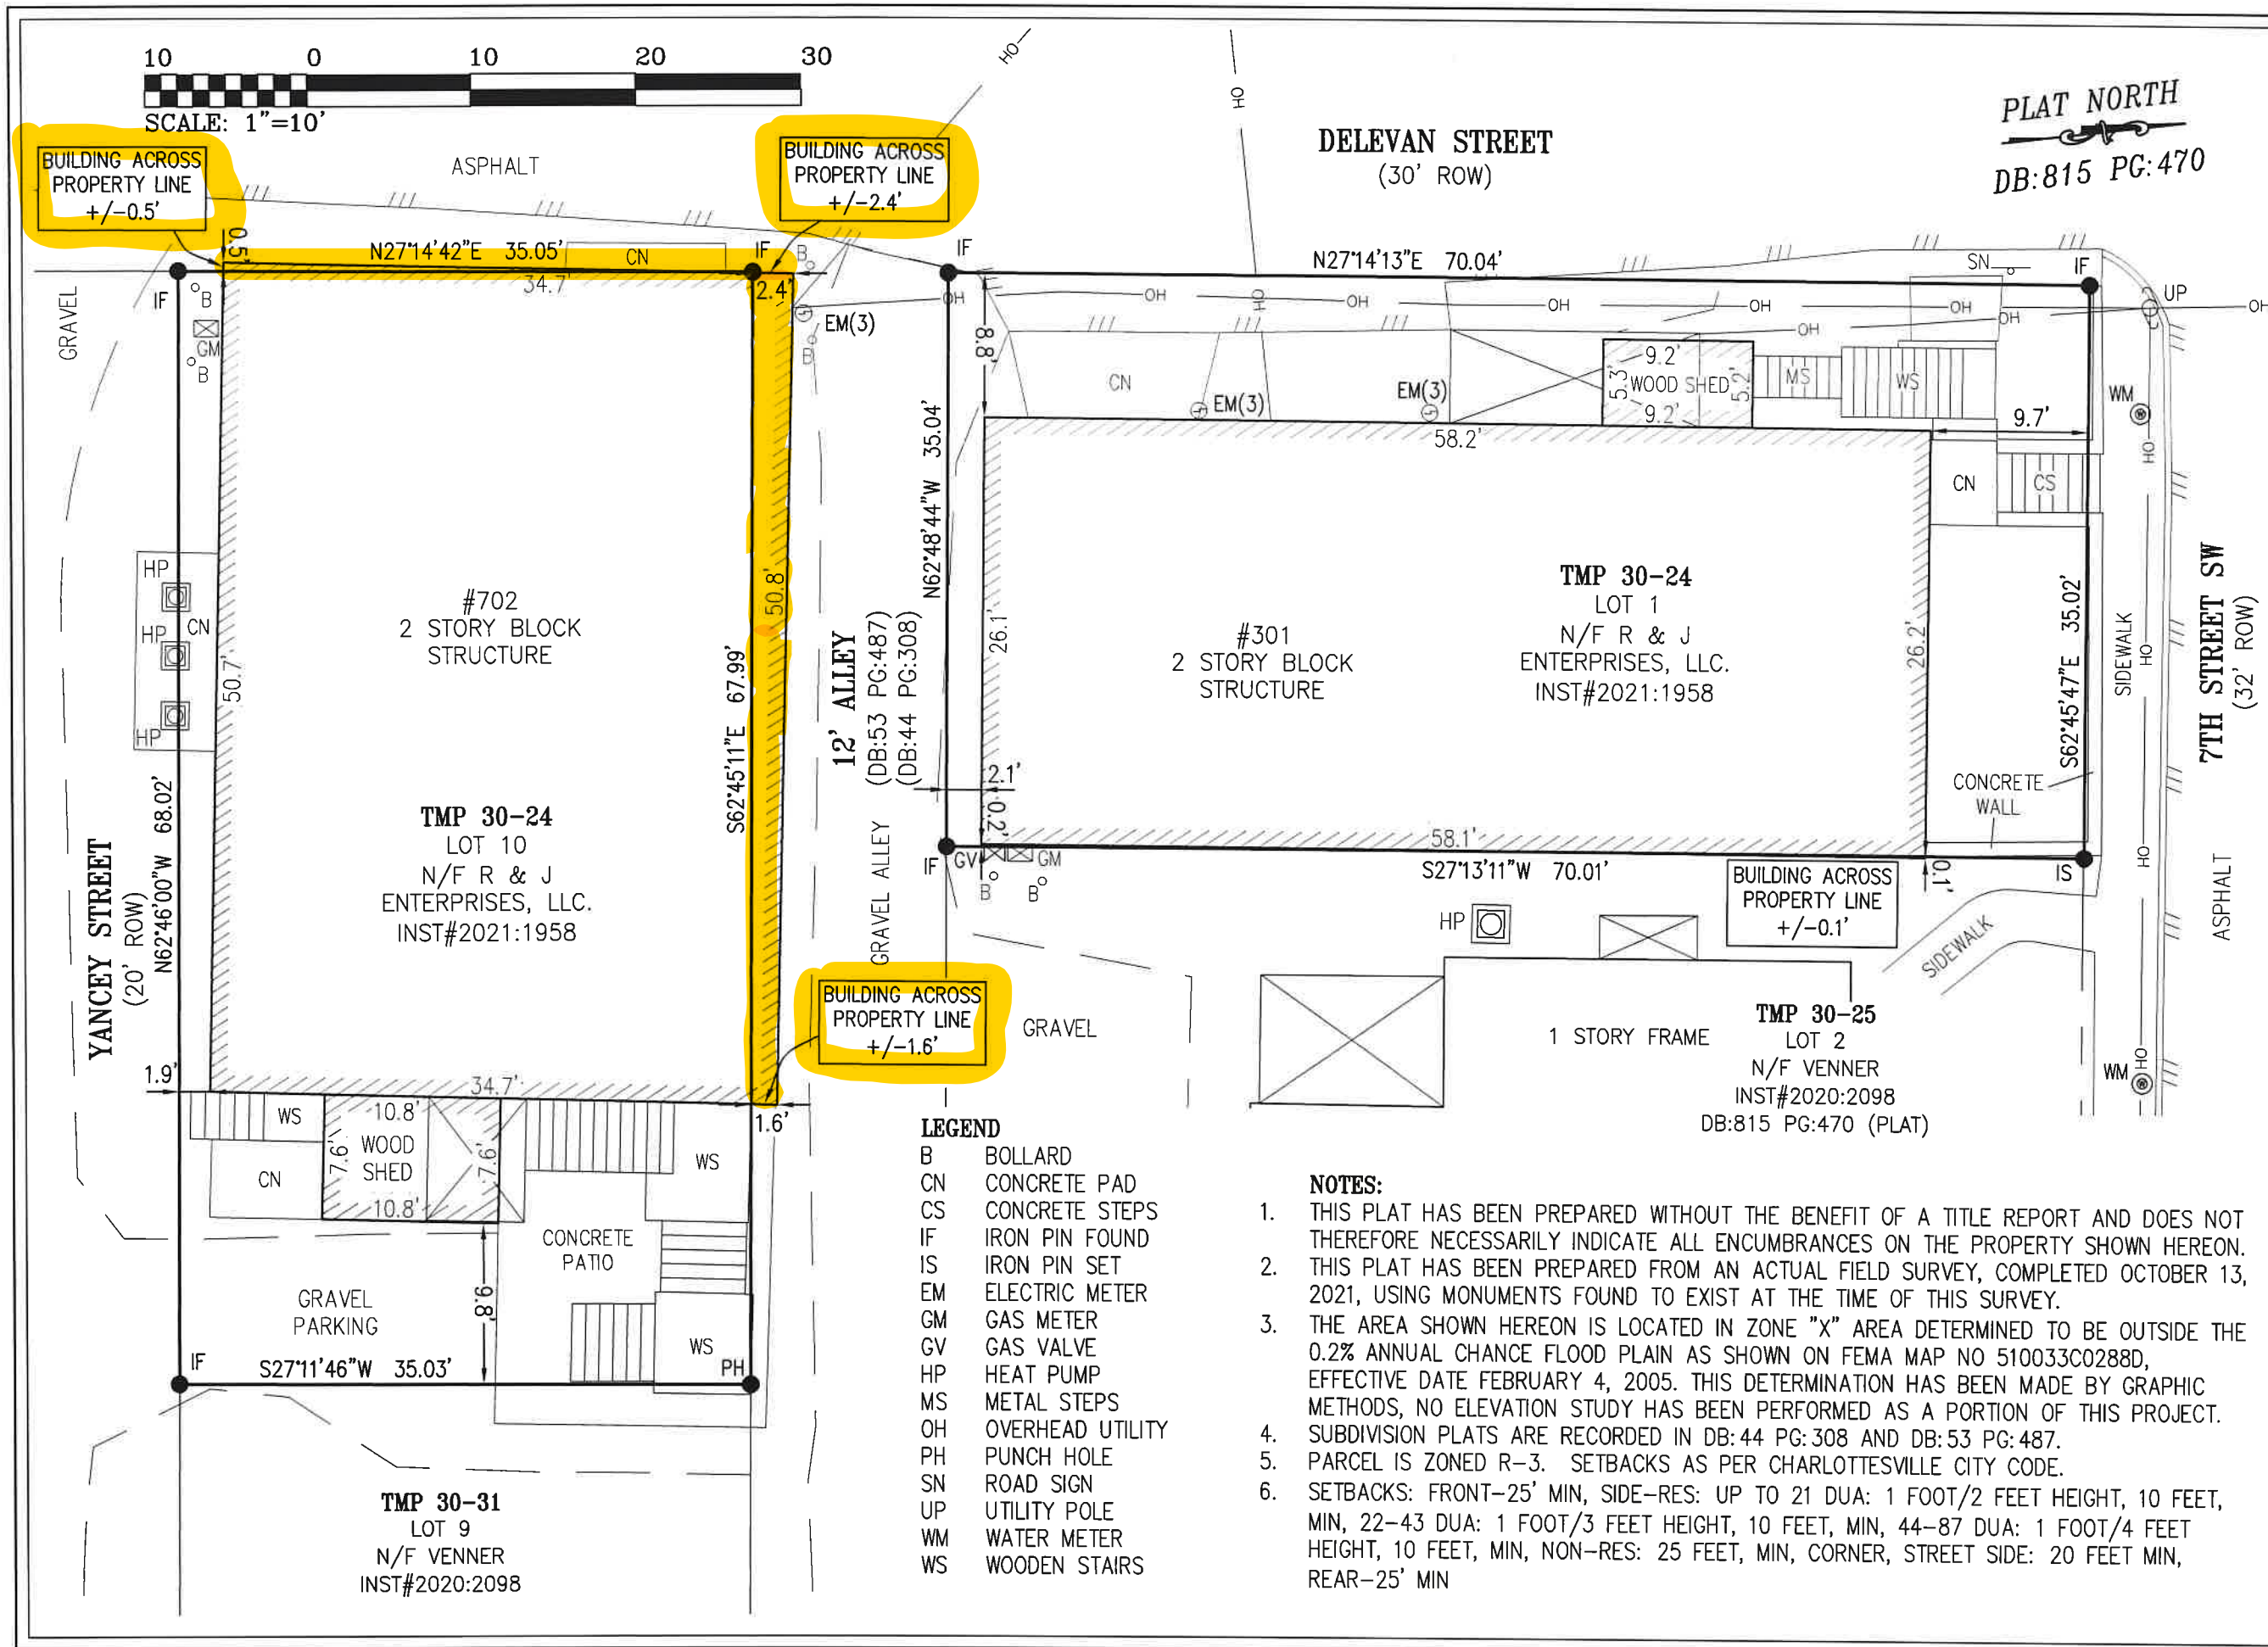 10 0 10 20 30
SCALE: 1"=10'
PLAT NORTH
DB:815 PG:470
DELEVAN STREET
(30' ROW)
BUILDING ACROSS
PROPERTY LINE
+/-0.5'
ASPHALT
BUILDING ACROSS
PROPERTY LINE
+/-2.4'
OH
OH
OH
0.5'
N27°14'42"E 35.05'
CN
IF
B
34.7'
2.4'
IF
B
GM
B
EM(3)
B
GRAVEL
HP
HP
CN
HP
50.7'
#702
2 STORY BLOCK
STRUCTURE
50.8'
S62°45'11"E 67.99'
TMP 30-24
LOT 10
N/F R & J
ENTERPRISES, LLC.
INST#2021:1958
YANCEY STREET
(20' ROW)
N62°46'00"W 68.02'
1.9'
34.7'
1.6'
BUILDING ACROSS
PROPERTY LINE
+/-1.6'
WS
CN
10.8'
7.6'
WOOD
SHED
7.6'
10.8'
WS
CONCRETE
PATIO
9.8'
GRAVEL
PARKING
WS
IF
S27°11'46"W 35.03'
PH
TMP 30-31
LOT 9
N/F VENNER
INST#2020:2098
12' ALLEY
(DB:53 PG:487)
(DB:44 PG:308)
GRAVEL ALLEY
GRAVEL
IF
N27°14'13"E 70.04'
SN
IF
UP
OH
OH
OH
OH
OH
OH
OH
OH
OH
OH
8.8'
CN
EM(3)
EM(3)
9.2'
5.3'
WOOD SHED
5.2'
9.2'
MS
WS
WM
9.7'
58.2'
CN
CS
N62°48'44"W 35.04'
26.1'
#301
2 STORY BLOCK
STRUCTURE
TMP 30-24
LOT 1
N/F R & J
ENTERPRISES, LLC.
INST#2021:1958
26.2'
S62°45'47"E 35.02'
SIDEWALK
OH
OH
OH
OH
7TH STREET SW
(32' ROW)
ASPHALT
CONCRETE
WALL
2.1'
0.2'
58.1'
IF
GV
GM
B
B
S27°13'11"W 70.01'
0.1'
IS
BUILDING ACROSS
PROPERTY LINE
+/-0.1'
HP
SIDEWALK
1 STORY FRAME
TMP 30-25
LOT 2
N/F VENNER
INST#2020:2098
DB:815 PG:470 (PLAT)
WM
LEGEND
B BOLLARD
CN CONCRETE PAD
CS CONCRETE STEPS
IF IRON PIN FOUND
IS IRON PIN SET
EM ELECTRIC METER
GM GAS METER
GV GAS VALVE
HP HEAT PUMP
MS METAL STEPS
OH OVERHEAD UTILITY
PH PUNCH HOLE
SN ROAD SIGN
UP UTILITY POLE
WM WATER METER
WS WOODEN STAIRS
NOTES:
1. THIS PLAT HAS BEEN PREPARED WITHOUT THE BENEFIT OF A TITLE REPORT AND DOES NOT
THEREFORE NECESSARILY INDICATE ALL ENCUMBRANCES ON THE PROPERTY SHOWN HEREON.
2. THIS PLAT HAS BEEN PREPARED FROM AN ACTUAL FIELD SURVEY, COMPLETED OCTOBER 13,
2021, USING MONUMENTS FOUND TO EXIST AT THE TIME OF THIS SURVEY.
3. THE AREA SHOWN HEREON IS LOCATED IN ZONE "X" AREA DETERMINED TO BE OUTSIDE THE
0.2% ANNUAL CHANCE FLOOD PLAIN AS SHOWN ON FEMA MAP NO 510033C0288D,
EFFECTIVE DATE FEBRUARY 4, 2005. THIS DETERMINATION HAS BEEN MADE BY GRAPHIC
METHODS, NO ELEVATION STUDY HAS BEEN PERFORMED AS A PORTION OF THIS PROJECT.
4. SUBDIVISION PLATS ARE RECORDED IN DB:44 PG:308 AND DB:53 PG:487.
5. PARCEL IS ZONED R-3. SETBACKS AS PER CHARLOTTESVILLE CITY CODE.
6. SETBACKS: FRONT-25' MIN, SIDE-RES: UP TO 21 DUA: 1 FOOT/2 FEET HEIGHT, 10 FEET,
MIN, 22-43 DUA: 1 FOOT/3 FEET HEIGHT, 10 FEET, MIN, 44-87 DUA: 1 FOOT/4 FEET
HEIGHT, 10 FEET, MIN, NON-RES: 25 FEET, MIN, CORNER, STREET SIDE: 20 FEET MIN,
REAR-25' MIN